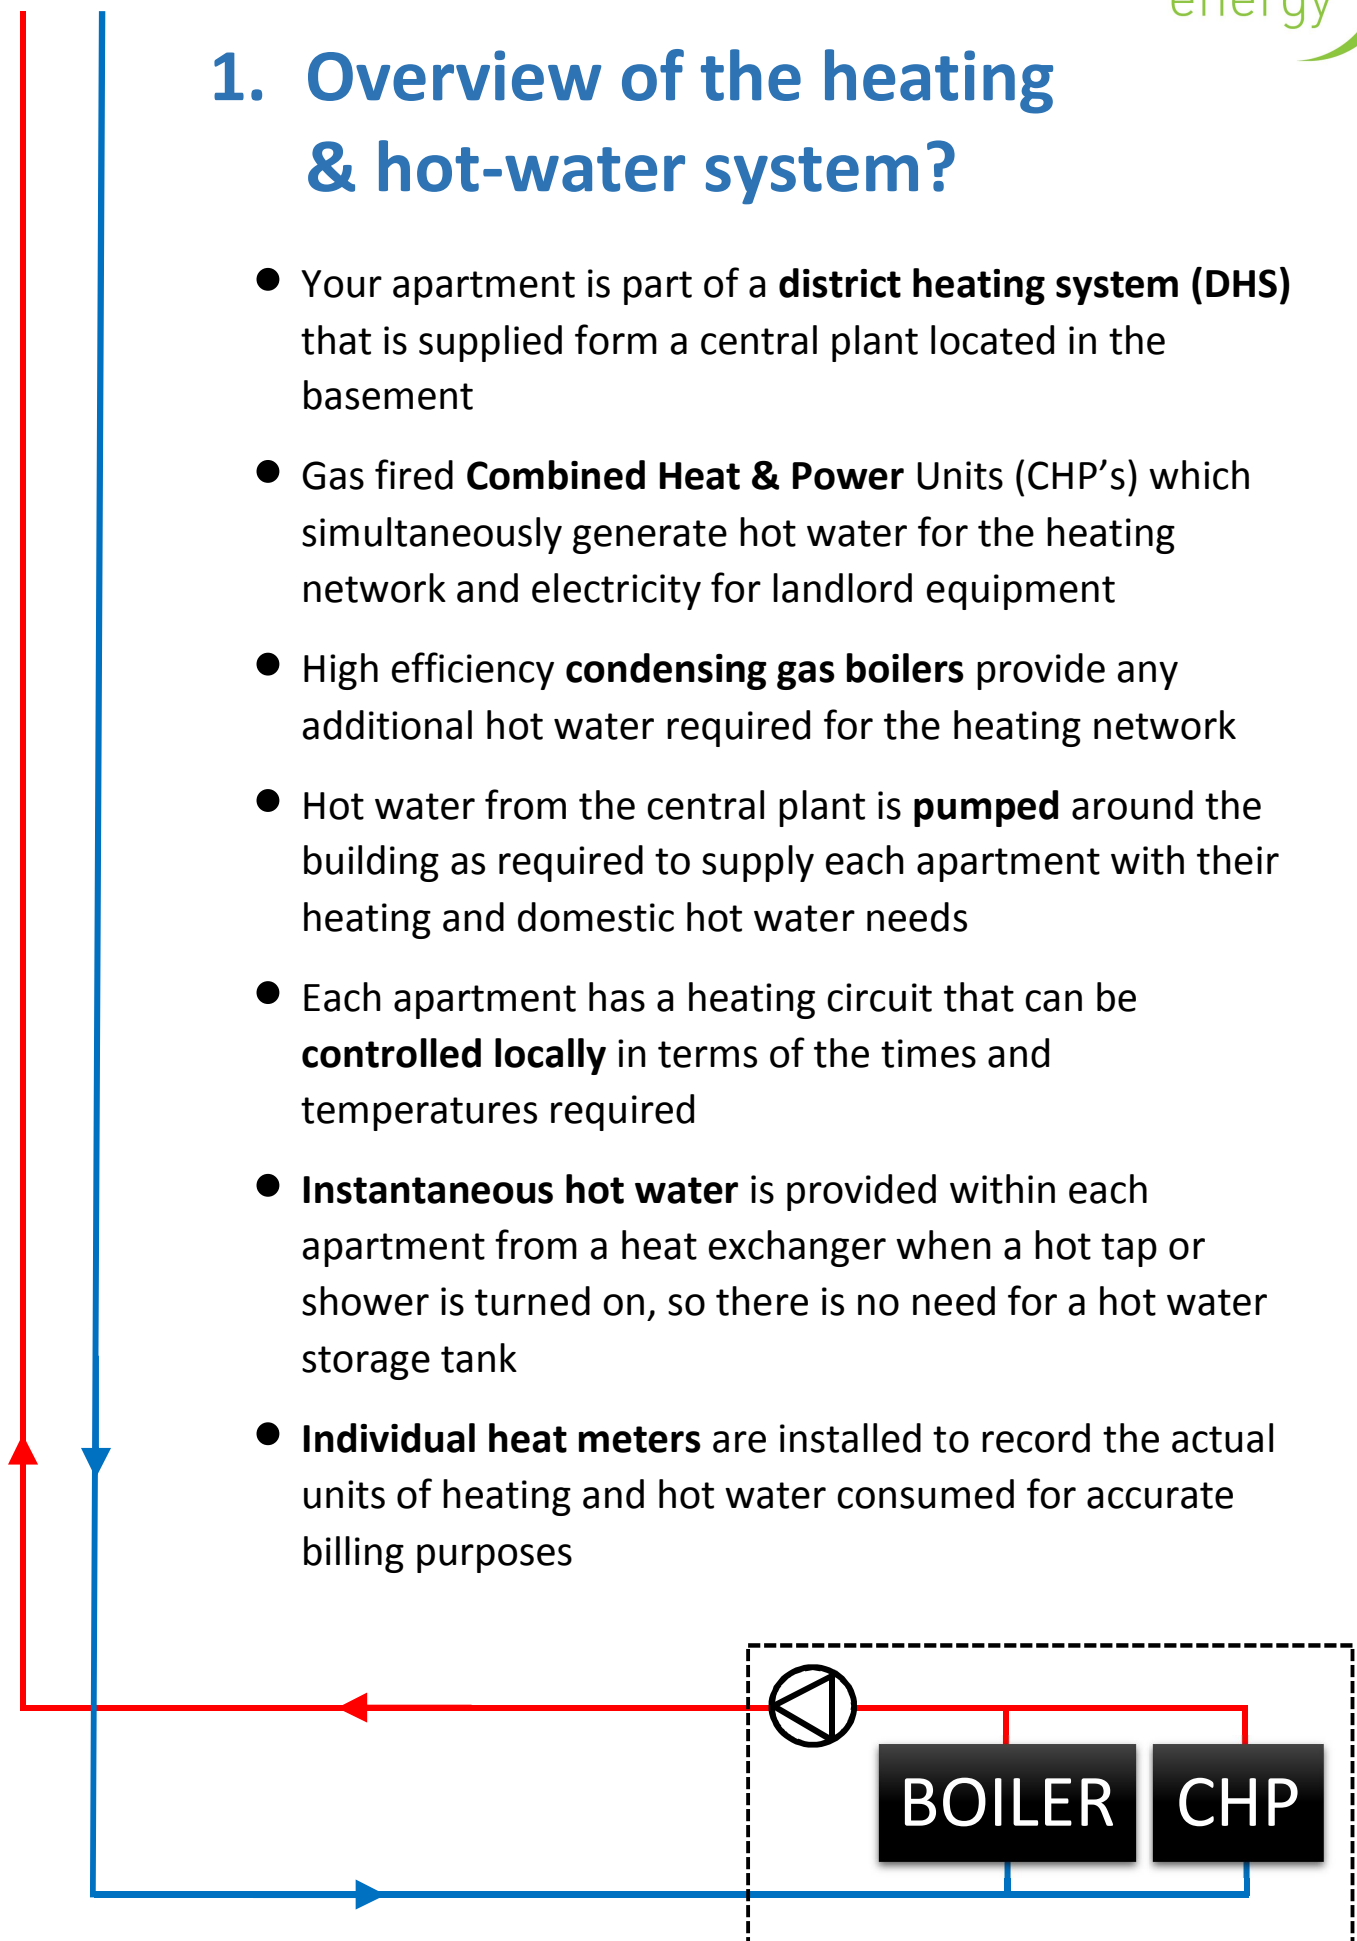 energy
1. Overview of the heating
& hot-water system?
● Your apartment is part of a district heating system (DHS)
that is supplied form a central plant located in the
basement
● Gas fired Combined Heat & Power Units (CHP’s) which
simultaneously generate hot water for the heating
network and electricity for landlord equipment
● High efficiency condensing gas boilers provide any
additional hot water required for the heating network
● Hot water from the central plant is pumped around the
building as required to supply each apartment with their
heating and domestic hot water needs
● Each apartment has a heating circuit that can be
controlled locally in terms of the times and
temperatures required
● Instantaneous hot water is provided within each
apartment from a heat exchanger when a hot tap or
shower is turned on, so there is no need for a hot water
storage tank
● Individual heat meters are installed to record the actual
units of heating and hot water consumed for accurate
billing purposes
BOILER CHP